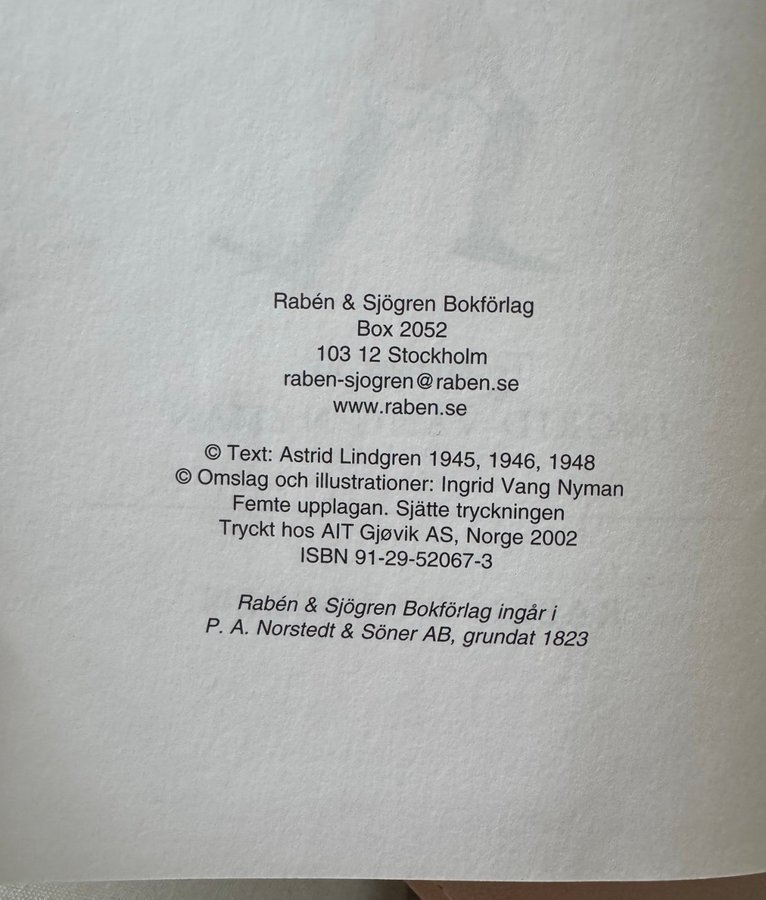 Rabén & Sjögren Bokförlag
Box 2052
103 12 Stockholm
raben-sjogren@raben.se
www.raben.se
© Text: Astrid Lindgren 1945, 1946, 1948
© Omslag och illustrationer: Ingrid Vang Nyman
Femte upplagan. Sjätte tryckningen
Tryckt hos AIT Gjøvik AS, Norge 2002
ISBN 91-29-52067-3
Rabén & Sjögren Bokförlag ingår i
P. A. Norstedt & Söner AB, grundat 1823